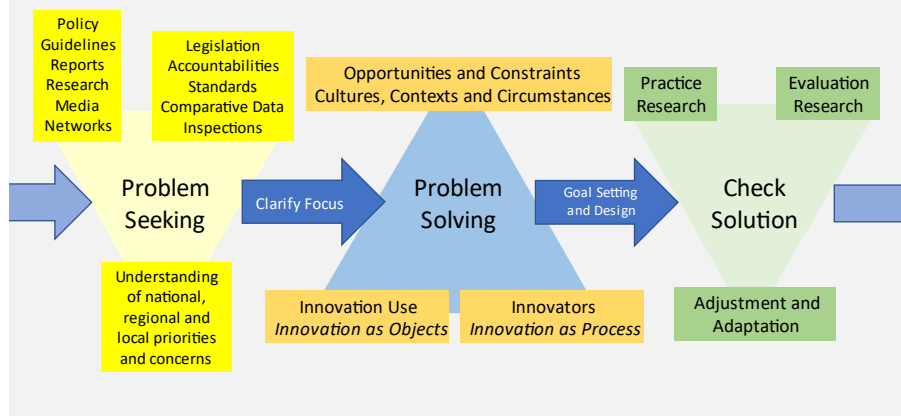 Policy
Guidelines
Reports
Research
Media
Networks
Legislation
Accountabilities
Standards
Comparative Data
Inspections
Problem
Seeking
Understanding
of national,
regional and
local priorities
and concerns
Clarify Focus
Opportunities and Constraints
Cultures, Contexts and Circumstances
Problem
Solving
Innovation Use
Innovation as Objects
Innovators
Innovation as Process
Goal Setting
and Design
Practice
Research
Evaluation
Research
Check
Solution
Adjustment and
Adaptation